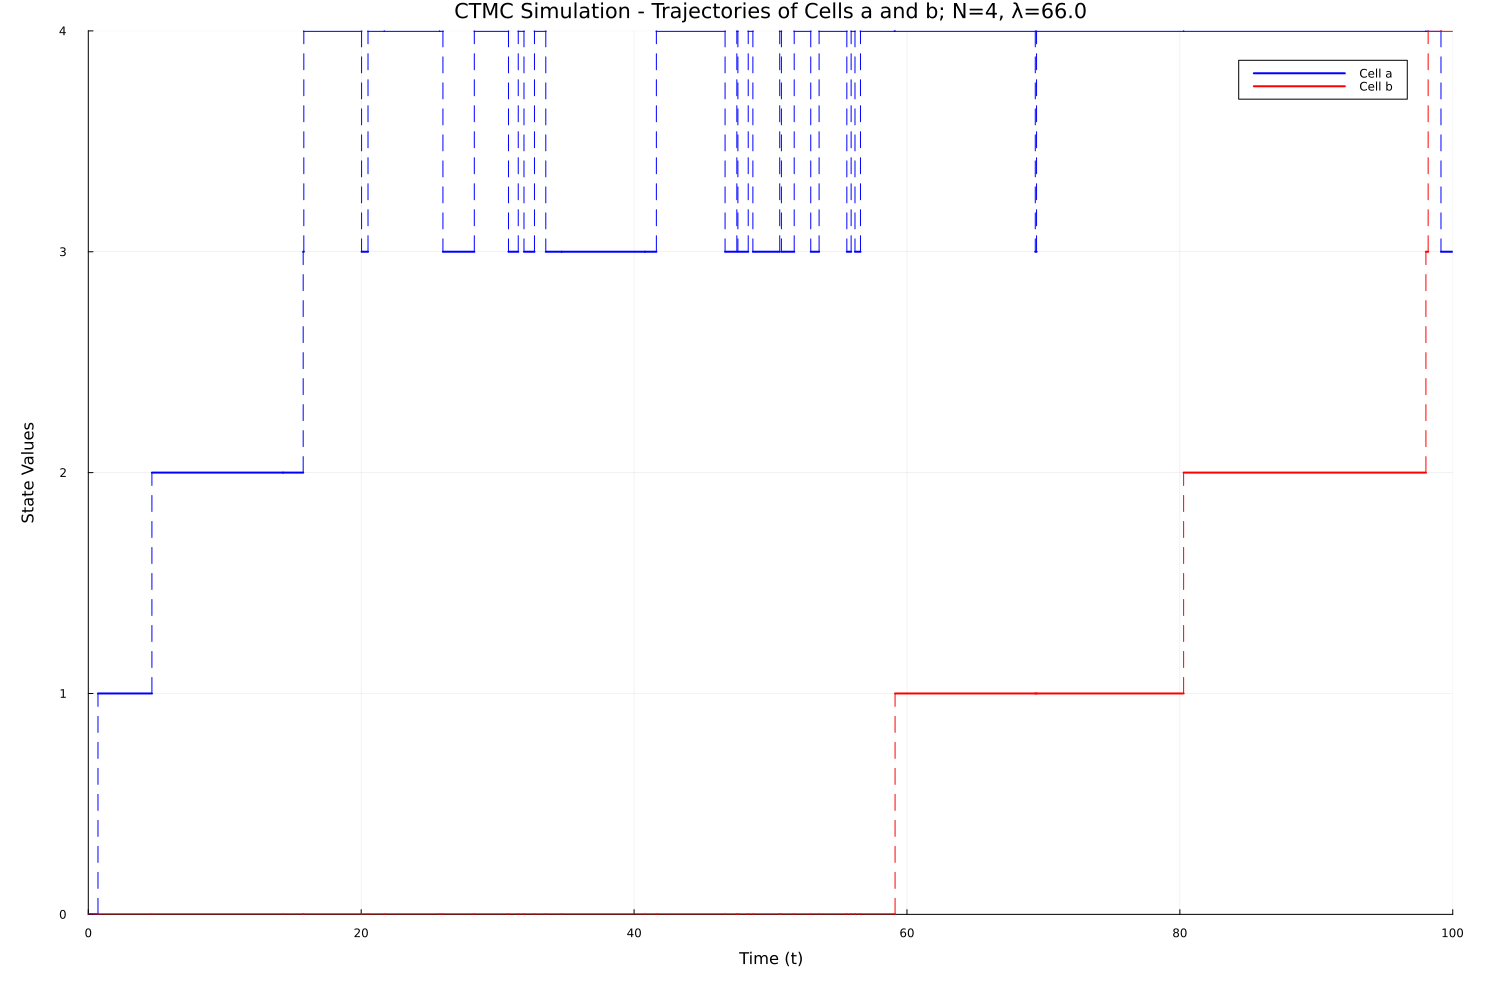 CTMC Simulation - Trajectories of Cells a and b; N=4, λ=66.0
4
Cell a
Cell b
3
State Values
2
1
0
0 20 40 60 80 100
Time (t)